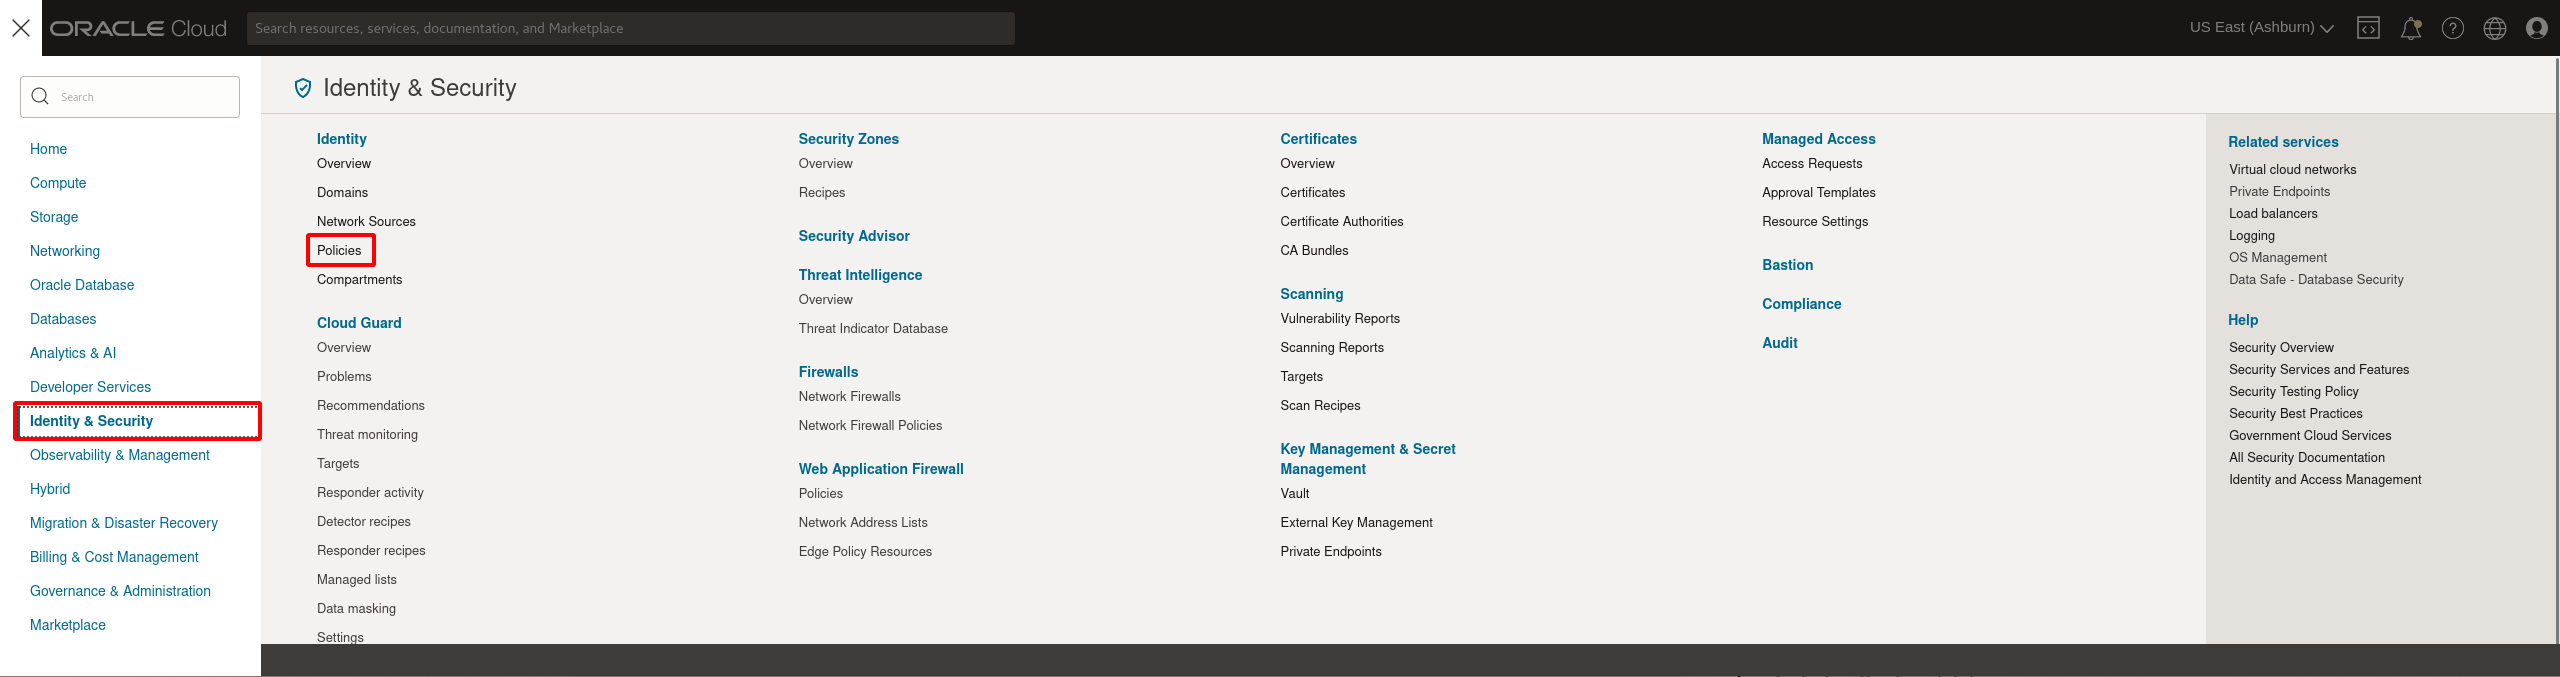 ORACLE Cloud
Search resources, services, documentation, and Marketplace
US East (Ashburn)
Search
Home
Compute
Storage
Networking
Oracle Database
Databases
Analytics & AI
Developer Services
Identity & Security
Observability & Management
Hybrid
Migration & Disaster Recovery
Billing & Cost Management
Governance & Administration
Marketplace
Identity & Security
Identity
Overview
Domains
Network Sources
Policies
Compartments
Cloud Guard
Overview
Problems
Recommendations
Threat monitoring
Targets
Responder activity
Detector recipes
Responder recipes
Managed lists
Data masking
Settings
Security Zones
Overview
Recipes
Security Advisor
Threat Intelligence
Overview
Threat Indicator Database
Firewalls
Network Firewalls
Network Firewall Policies
Web Application Firewall
Policies
Network Address Lists
Edge Policy Resources
Certificates
Overview
Certificates
Certificate Authorities
CA Bundles
Scanning
Vulnerability Reports
Scanning Reports
Targets
Scan Recipes
Key Management & Secret
Management
Vault
External Key Management
Private Endpoints
Managed Access
Access Requests
Approval Templates
Resource Settings
Bastion
Compliance
Audit
Related services
Virtual cloud networks
Private Endpoints
Load balancers
Logging
OS Management
Data Safe - Database Security
Help
Security Overview
Security Services and Features
Security Testing Policy
Security Best Practices
Government Cloud Services
All Security Documentation
Identity and Access Management